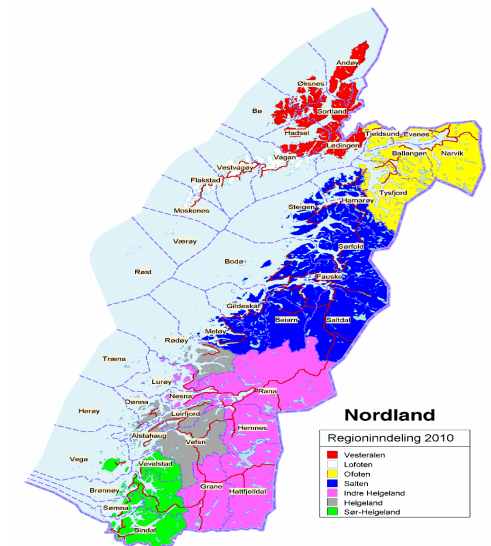 Andøy
Øksnes
Bø
Sortland
Hadsel
Tjeldsund
Evenes
Lødingen
Ballangen
Narvik
Vågan
Vestvågøy
Flakstad
Tysfjord
Hamarøy
Moskenes
Steigen
Værøy
Sørfold
Bodø
Røst
Fauske
Gildeskål
Beiarn
Saltdal
Meløy
Rødøy
Træna
Lurøy
Rana
Nesna
Dønna
Herøy
Leirfjord
Nordland
Hemnes
Alstahaug
Vefsn
Regioninndeling 2010
Vesterålen
Vega
Vevelstad
Lofoten
Ofoten
Salten
Brønnøy
Grane
Hattfjelldal
Indre Helgeland
Helgeland
Sømna
Sør-Helgeland
Bindal